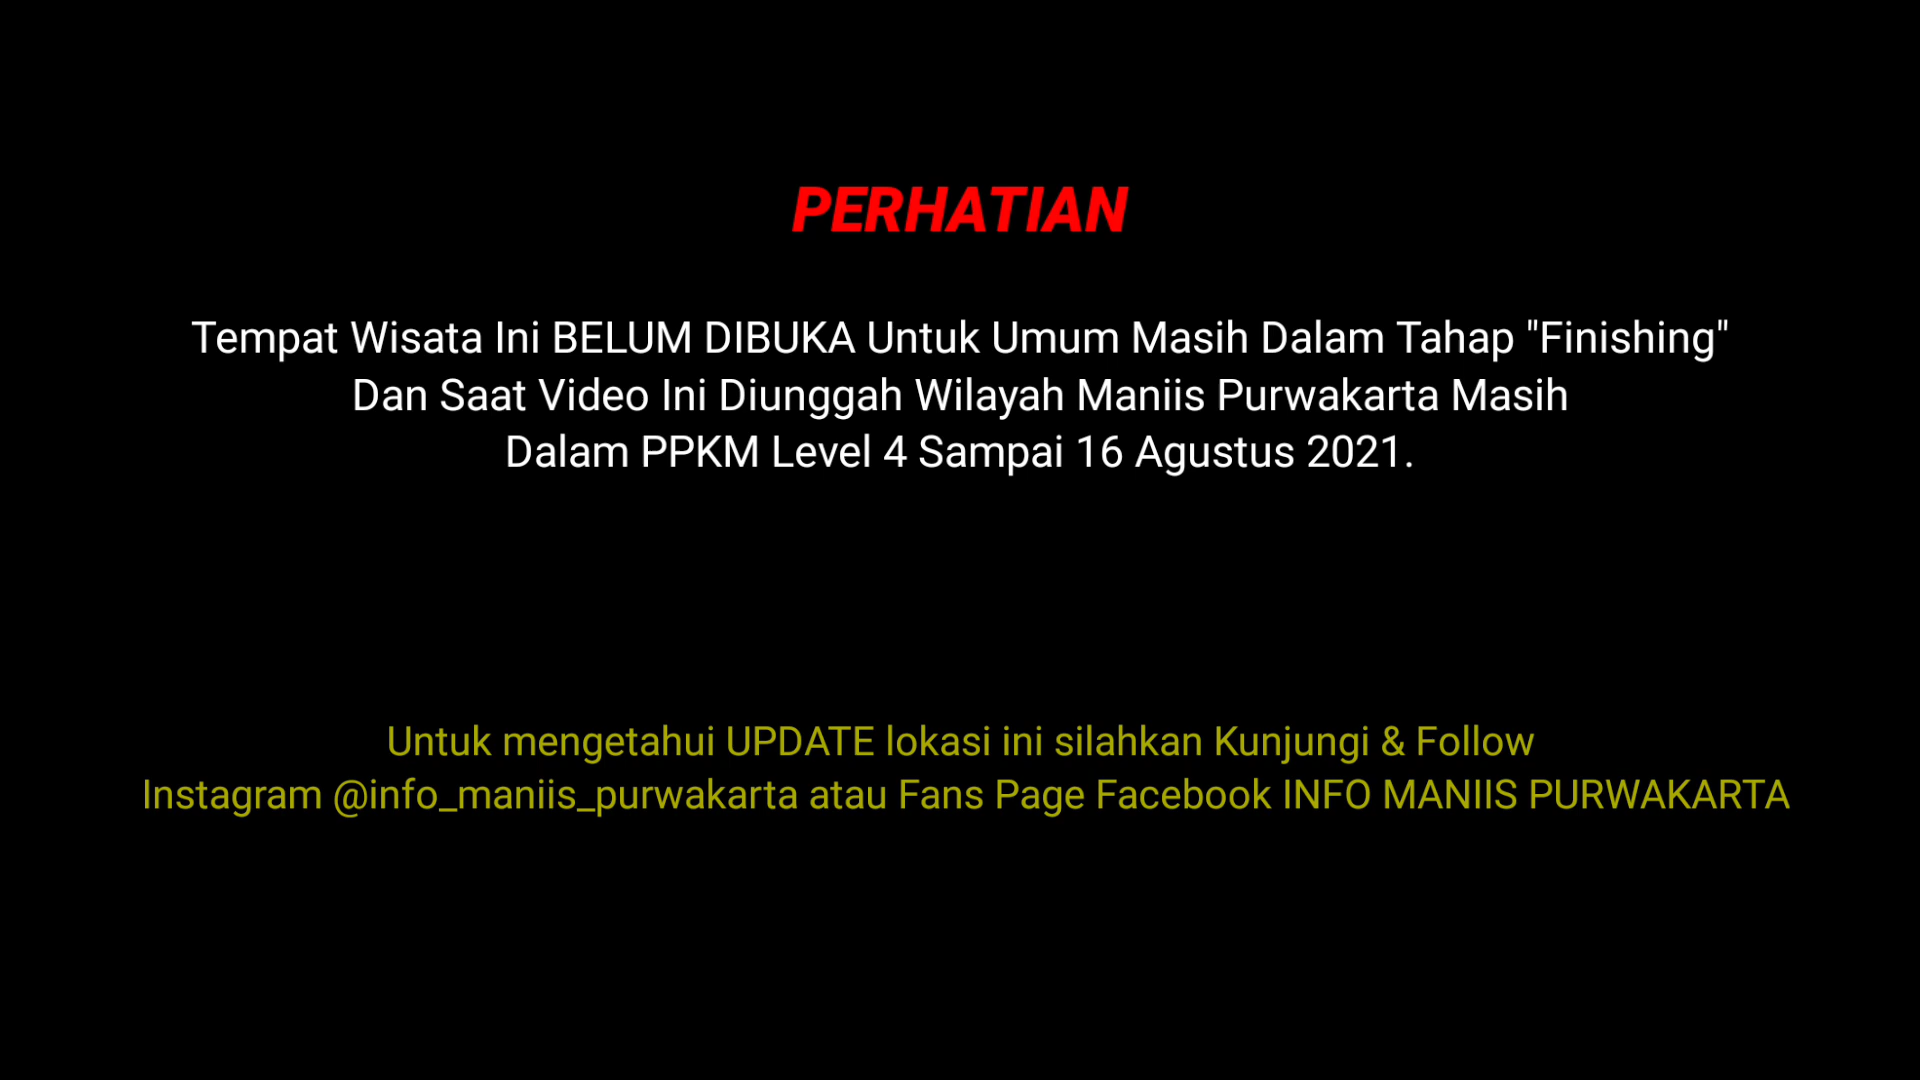 PERHATIAN
Tempat Wisata Ini BELUM DIBUKA Untuk Umum Masih Dalam Tahap "Finishing"
Dan Saat Video Ini Diunggah Wilayah Maniis Purwakarta Masih
Dalam PPKM Level 4 Sampai 16 Agustus 2021.
Untuk mengetahui UPDATE lokasi ini silahkan Kunjungi & Follow
Instagram @info_maniis_purwakarta atau Fans Page Facebook INFO MANIIS PURWAKARTA